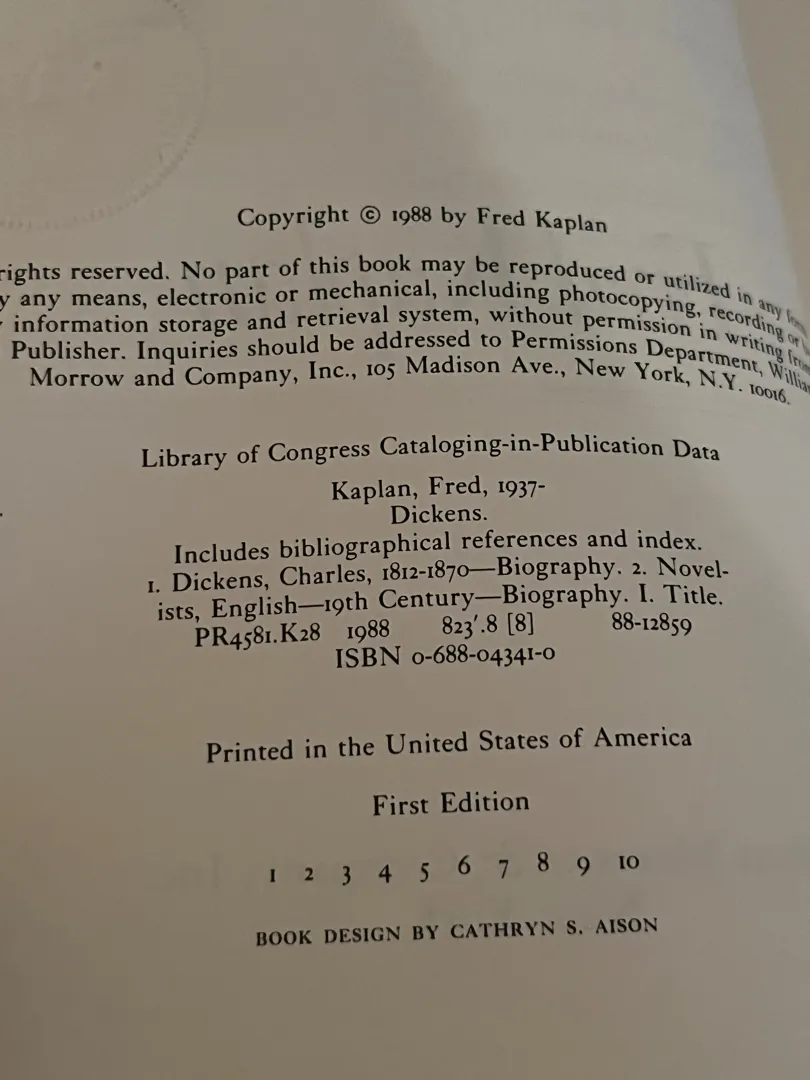 Copyright © 1988 by Fred Kaplan
rights reserved. No part of this book may be reproduced or utilized in any
y any means, electronic or mechanical, including photocopying, recording or
information storage and retrieval system, without permission in writing
Publisher. Inquiries should be addressed to Permissions Department,
Morrow and Company, Inc., 105 Madison Ave., New York, N.Y. 10016.
Library of Congress Cataloging-in-Publication Data
Kaplan, Fred, 1937-
Dickens.
Includes bibliographical references and index.
1. Dickens, Charles, 1812-1870—Biography. 2. Novel-
ists, English—19th Century—Biography. I. Title.
PR4581.K28 1988 823'.8 [8] 88-12859
ISBN 0-688-04341-0
Printed in the United States of America
First Edition
1 2 3 4 5 6 7 8 9 10
BOOK DESIGN BY CATHRYN S. AISON